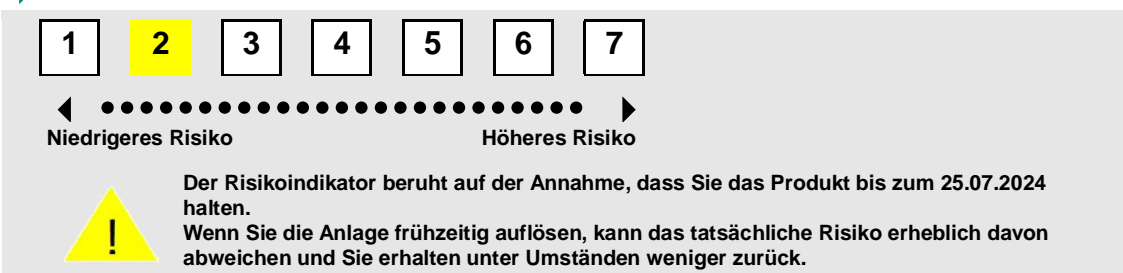 1 2 3 4 5 6 7
Niedrigeres Risiko Höheres Risiko
Der Risikoindikator beruht auf der Annahme, dass Sie das Produkt bis zum 25.07.2024
halten.
!
Wenn Sie die Anlage frühzeitig auflösen, kann das tatsächliche Risiko erheblich davon
abweichen und Sie erhalten unter Umständen weniger zurück.